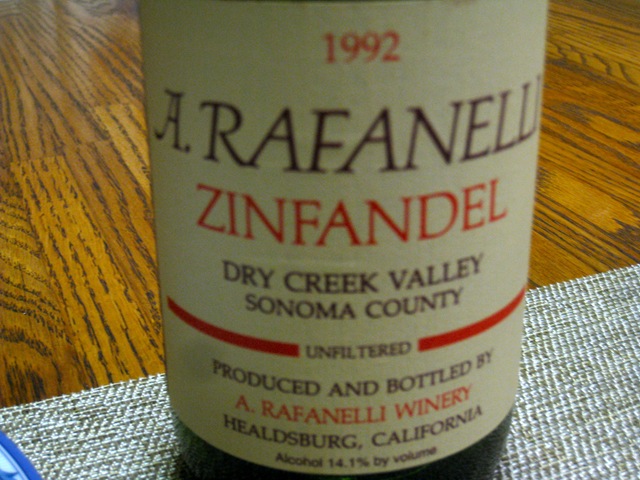 1992
A. RAFANELLI
ZINFANDEL
DRY CREEK VALLEY
SONOMA COUNTY
UNFILTERED
PRODUCED AND BOTTLED BY
A. RAFANELLI WINERY
HEALDSBURG, CALIFORNIA
Alcohol 14.1% by volume